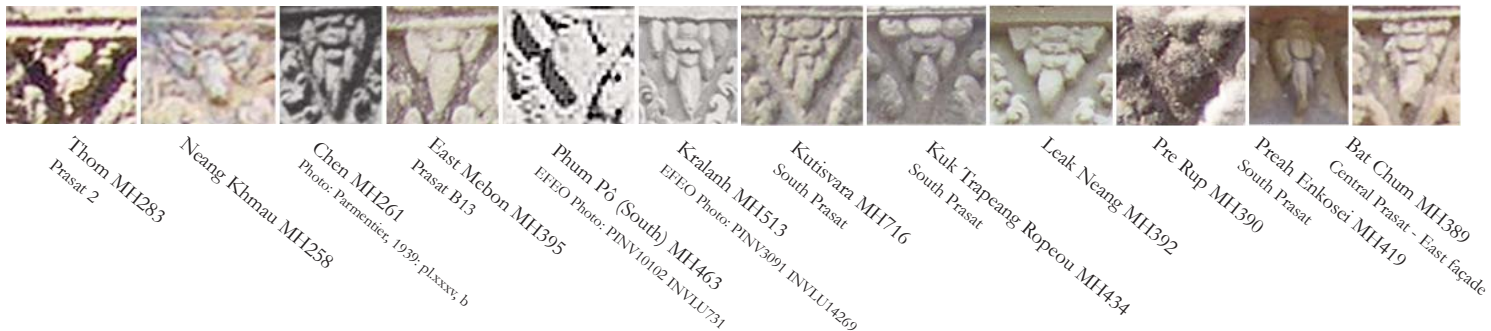 Thom MH283
Prasat 2
Neang Khmau MH258
Chen MH261
Photo: Parmentier, 1939: pl.xxxv, b
East Mebon MH395
Prasat B13
Phum Pô (South) MH463
EFEO Photo: PINV10102 INVLU731
Kralanh MH513
EFEO Photo: PINV3091 INVLU14269
Kutisvara MH716
South Prasat
Kuk Trapeang Ropeou MH434
South Prasat
Leak Neang MH392
Pre Rup MH390
Preah Enkosei MH419
South Prasat
Bat Chum MH389
Central Prasat - East façade